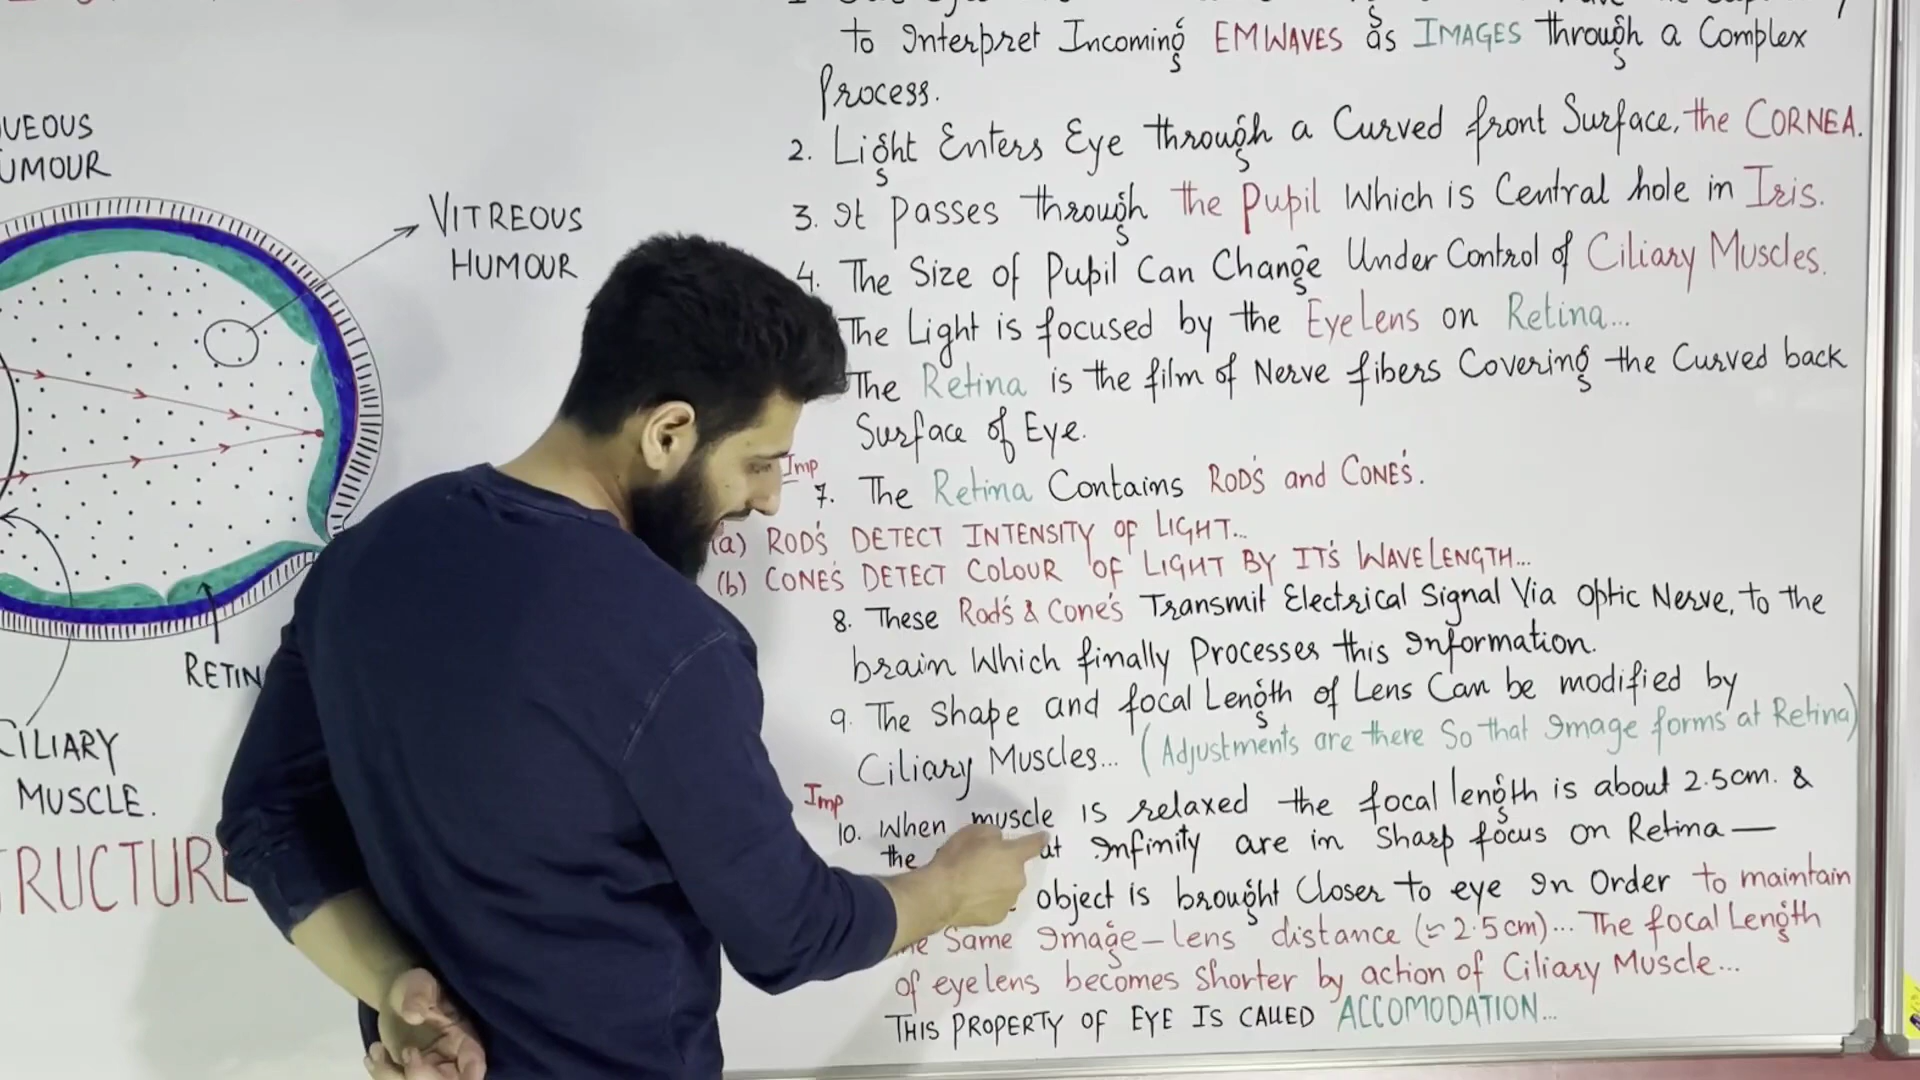 UEOUS
UMOUR
VITREOUS
HUMOUR
RETIN
CILIARY
MUSCLE.
TRUCTURE
to Interpret Incoming EM WAVES as IMAGES through a Complex
Process.
2. Light Enters Eye through a Curved front Surface, the CORNEA.
3. It Passes through the Pupil Which is Central hole in Iris.
4. The Size of Pupil Can Change Under Control of Ciliary Muscles.
The Light is focused by the Eye Lens on Retina...
The Retina is the film of Nerve fibers Covering the Curved back
Surface of Eye.
Imp
7. The Retina Contains ROD'S and CONE'S.
(a) ROD'S DETECT INTENSITY OF LIGHT...
(b) CONE'S DETECT COLOUR OF LIGHT BY IT'S WAVELENGTH...
8. These Rod's & Cone's Transmit Electrical Signal Via Optic Nerve, to the
brain Which finally Processes this Information.
9. The Shape and focal Length of Lens Can be modified by
Ciliary Muscles... (Adjustments are there So that Image forms at Retina)
Imp
10. When muscle is relaxed the focal length is about 2.5cm. &
the at Infinity are in Sharp focus on Retina —
object is brought Closer to eye In Order to maintain
Same Image-lens distance (≈2.5cm)... The focal Length
of eye lens becomes shorter by action of Ciliary Muscle...
THIS PROPERTY OF EYE IS CALLED ACCOMODATION...